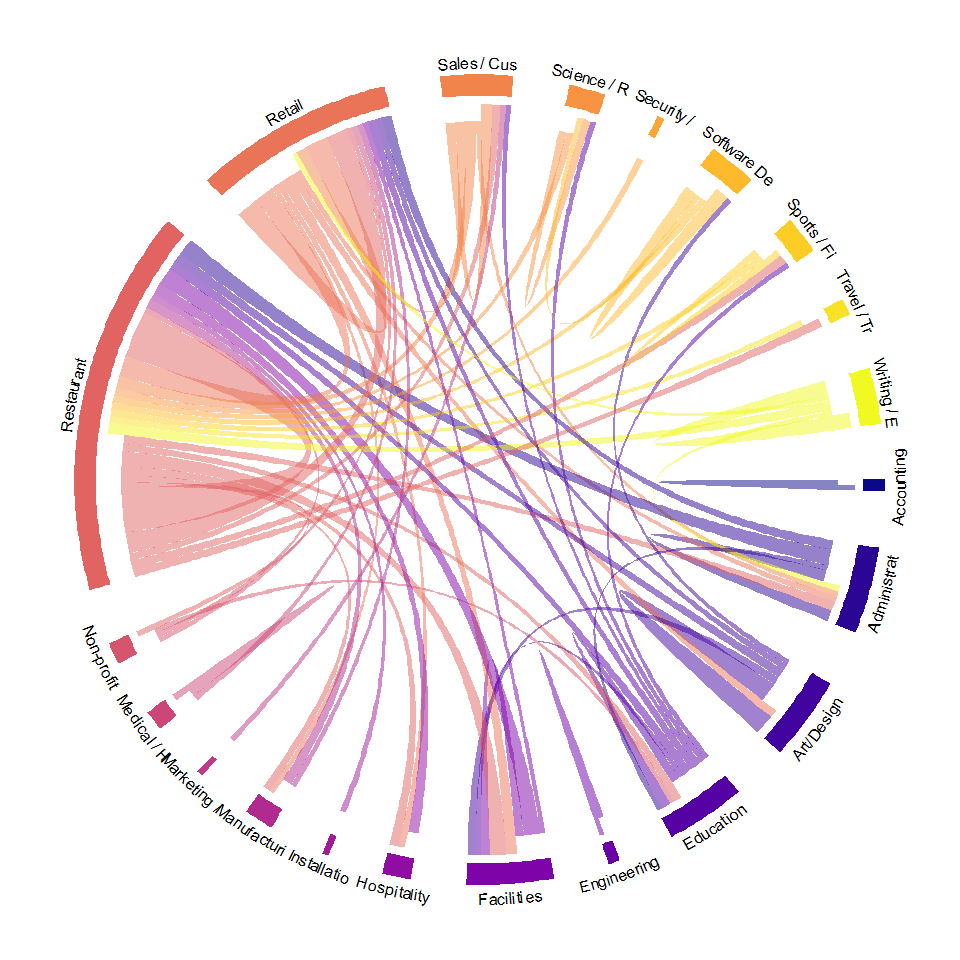 Sales / Cus
Science / R
Security /
Software De
Sports / Fi
Travel / Tr
Writing / E
Accounting
Administrat
Art/Design
Education
Engineering
Facilities
Hospitality
Installatio
Manufacturi
Marketing /
Medical / H
Non-profit
Restaurant
Retail